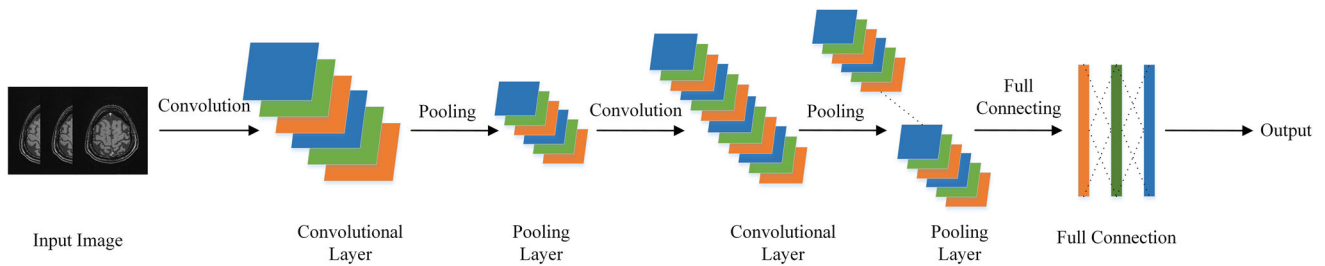 Convolution
Pooling
Convolution
Pooling
Full
Connecting
Output
Input Image
Convolutional
Layer
Pooling
Layer
Convolutional
Layer
Pooling
Layer
Full Connection